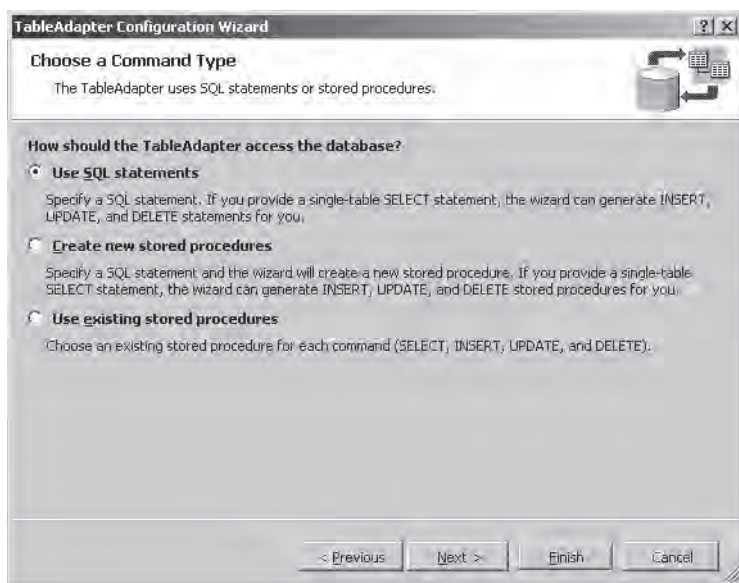 TableAdapter Configuration Wizard
Choose a Command Type
The TableAdapter uses SQL statements or stored procedures.
How should the TableAdapter access the database?
Use SQL statements
Specify a SQL statement. If you provide a single-table SELECT statement, the wizard can generate INSERT,
UPDATE, and DELETE statements for you.
Create new stored procedures
Specify a SQL statement and the wizard will create a new stored procedure. If you provide a single-table
SELECT statement, the wizard can generate INSERT, UPDATE, and DELETE stored procedures for you.
Use existing stored procedures
Choose an existing stored procedure for each command (SELECT, INSERT, UPDATE, and DELETE).
< Previous Next > Finish Cancel